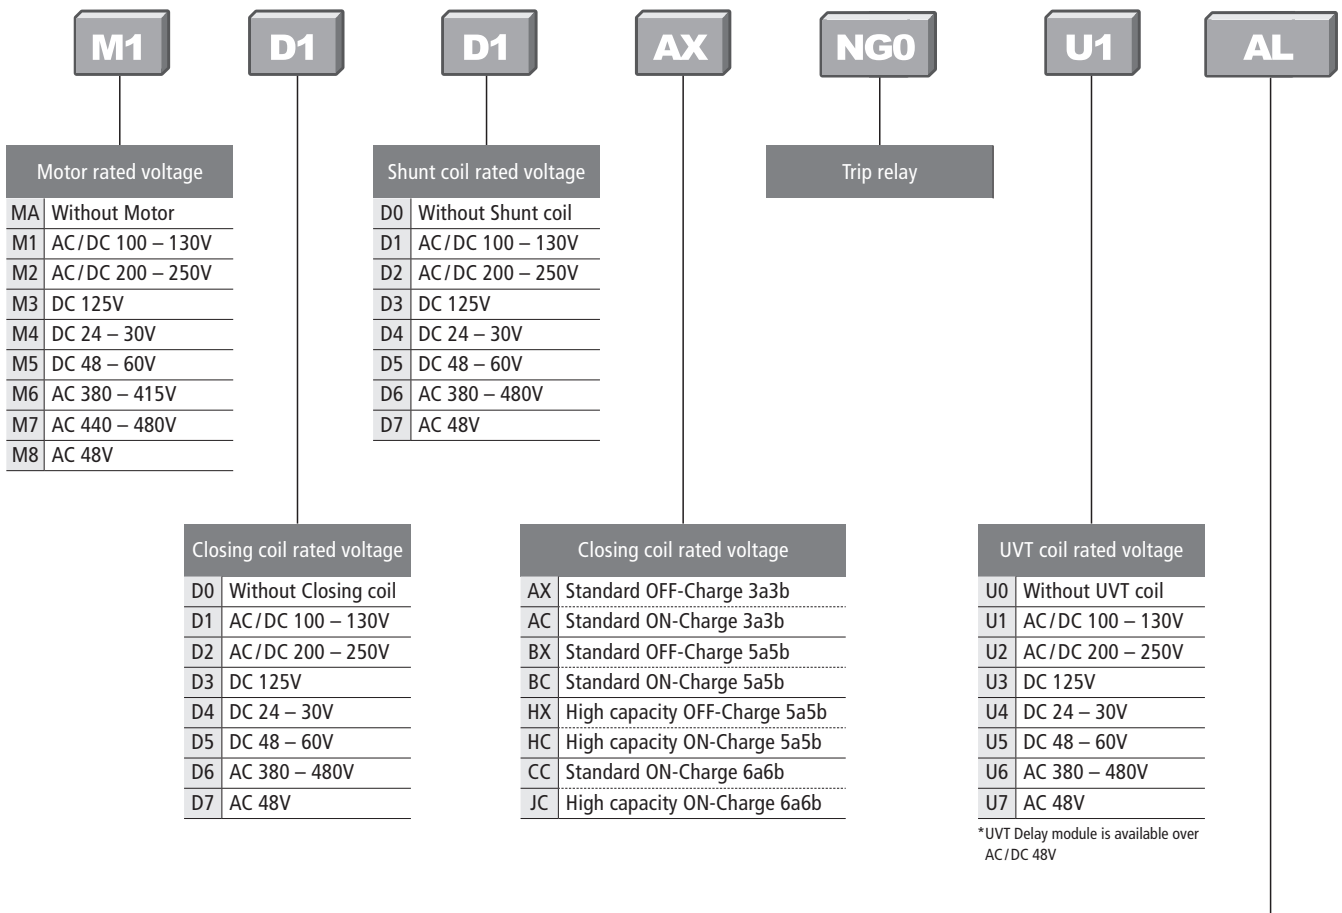 M1 D1 D1 AX NG0 U1 AL
Motor rated voltage
MA Without Motor
M1 AC/DC 100 – 130V
M2 AC/DC 200 – 250V
M3 DC 125V
M4 DC 24 – 30V
M5 DC 48 – 60V
M6 AC 380 – 415V
M7 AC 440 – 480V
M8 AC 48V
Shunt coil rated voltage
D0 Without Shunt coil
D1 AC/DC 100 – 130V
D2 AC/DC 200 – 250V
D3 DC 125V
D4 DC 24 – 30V
D5 DC 48 – 60V
D6 AC 380 – 480V
D7 AC 48V
Trip relay
Closing coil rated voltage
D0 Without Closing coil
D1 AC/DC 100 – 130V
D2 AC/DC 200 – 250V
D3 DC 125V
D4 DC 24 – 30V
D5 DC 48 – 60V
D6 AC 380 – 480V
D7 AC 48V
Closing coil rated voltage
AX Standard OFF-Charge 3a3b
AC Standard ON-Charge 3a3b
BX Standard OFF-Charge 5a5b
BC Standard ON-Charge 5a5b
HX High capacity OFF-Charge 5a5b
HC High capacity ON-Charge 5a5b
CC Standard ON-Charge 6a6b
JC High capacity ON-Charge 6a6b
UVT coil rated voltage
U0 Without UVT coil
U1 AC/DC 100 – 130V
U2 AC/DC 200 – 250V
U3 DC 125V
U4 DC 24 – 30V
U5 DC 48 – 60V
U6 AC 380 – 480V
U7 AC 48V
*UVT Delay module is available over
AC/DC 48V